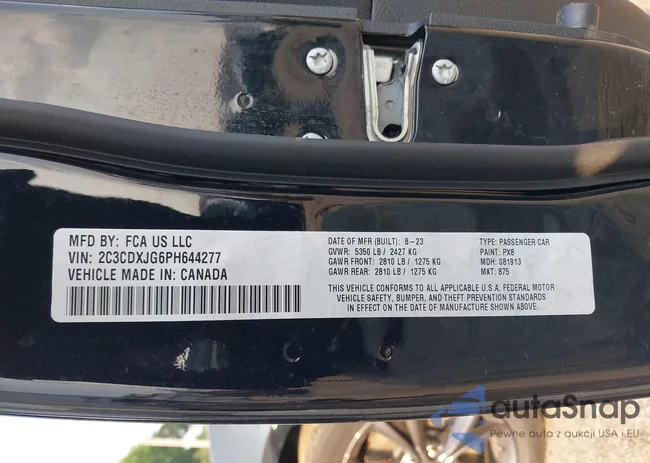 MFD BY: FCA US LLC
VIN: 2C3CDXJG6PH644277
VEHICLE MADE IN: CANADA
DATE OF MFR (BUILT): 8-23
GVWR: 5350 LB / 2427 KG
GAWR FRONT: 2810 LB / 1275 KG
GAWR REAR: 2810 LB / 1275 KG
TYPE: PASSENGER CAR
PAINT: PX8
MDH: 081913
MKT: 875
THIS VEHICLE CONFORMS TO ALL APPLICABLE U.S.A. FEDERAL MOTOR
VEHICLE SAFETY, BUMPER, AND THEFT PREVENTION STANDARDS
IN EFFECT ON THE DATE OF MANUFACTURE SHOWN ABOVE.
autaSnap
Pewne auta z aukcji USA i EU